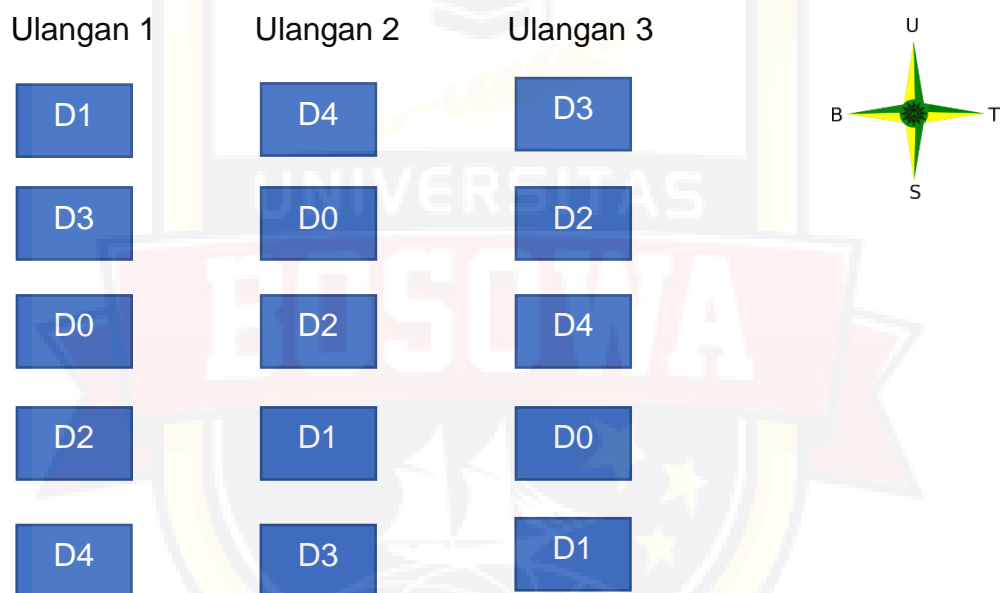 Ulangan 1 Ulangan 2 Ulangan 3
U
D1 D4 D3
B T
D3 D0 D2
S
D0 D2 D4
D2 D1 D0
D4 D3 D1
UNIVERSITAS
BOSOWA